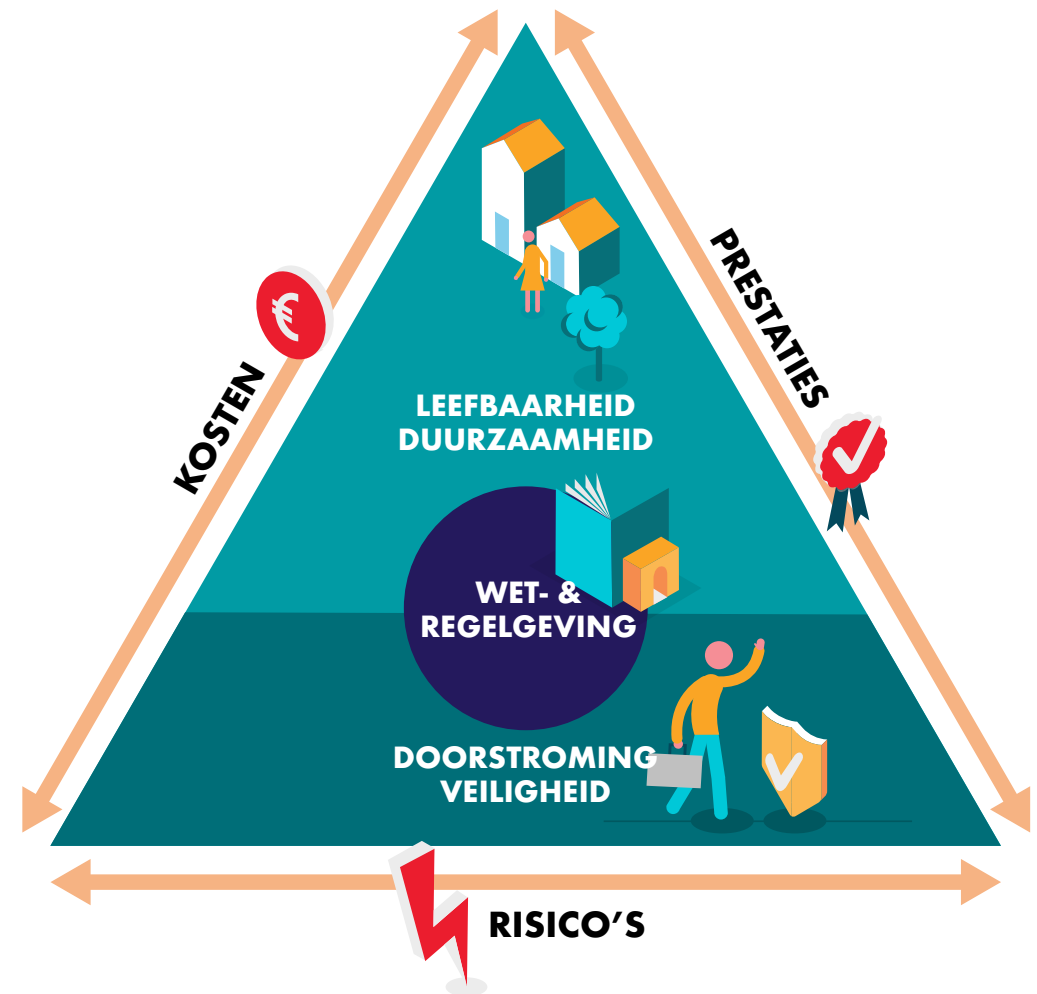 PRESTATIES
KOSTEN
€
LEEFBAARHEID
DUURZAAMHEID
WET- &
REGELGEVING
DOORSTROMING
VEILIGHEID
RISICO'S